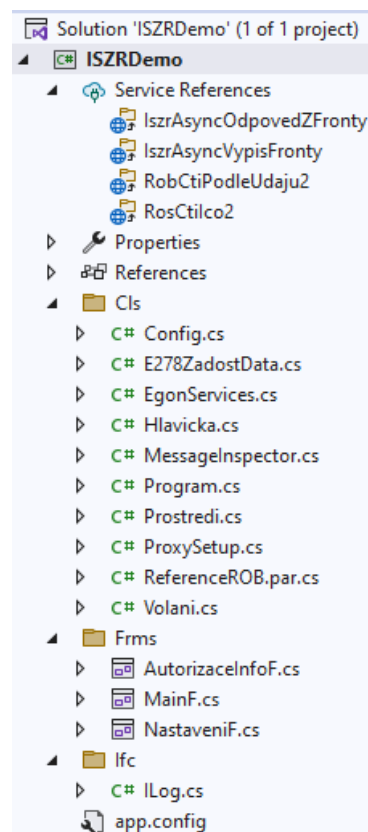 Solution 'ISZRDemo' (1 of 1 project)
C# ISZRDemo
Service References
IszrAsyncOdpovedZFronty
IszrAsyncVypisFronty
RobCtiPodleUdaju2
RosCtiIco2
Properties
References
Cls
C# Config.cs
C# E278ZadostData.cs
C# EgonServices.cs
C# Hlavicka.cs
C# MessageInspector.cs
C# Program.cs
C# Prostredi.cs
C# ProxySetup.cs
C# ReferenceROB.par.cs
C# Volani.cs
Frms
AutorizaceInfoF.cs
MainF.cs
NastaveniF.cs
Ifc
C# ILog.cs
app.config